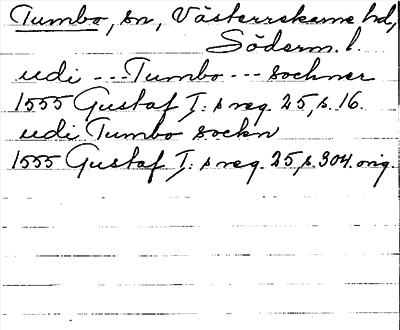 Tumbo, sn, Västerrekarne hd,
Söderm. l.
udi --- Tumbo --- sochner
1555 Gustaf I:s reg. 25, s. 16.
udi Tumbo sockn
1555 Gustaf I:s reg. 25, s. 304. orig.